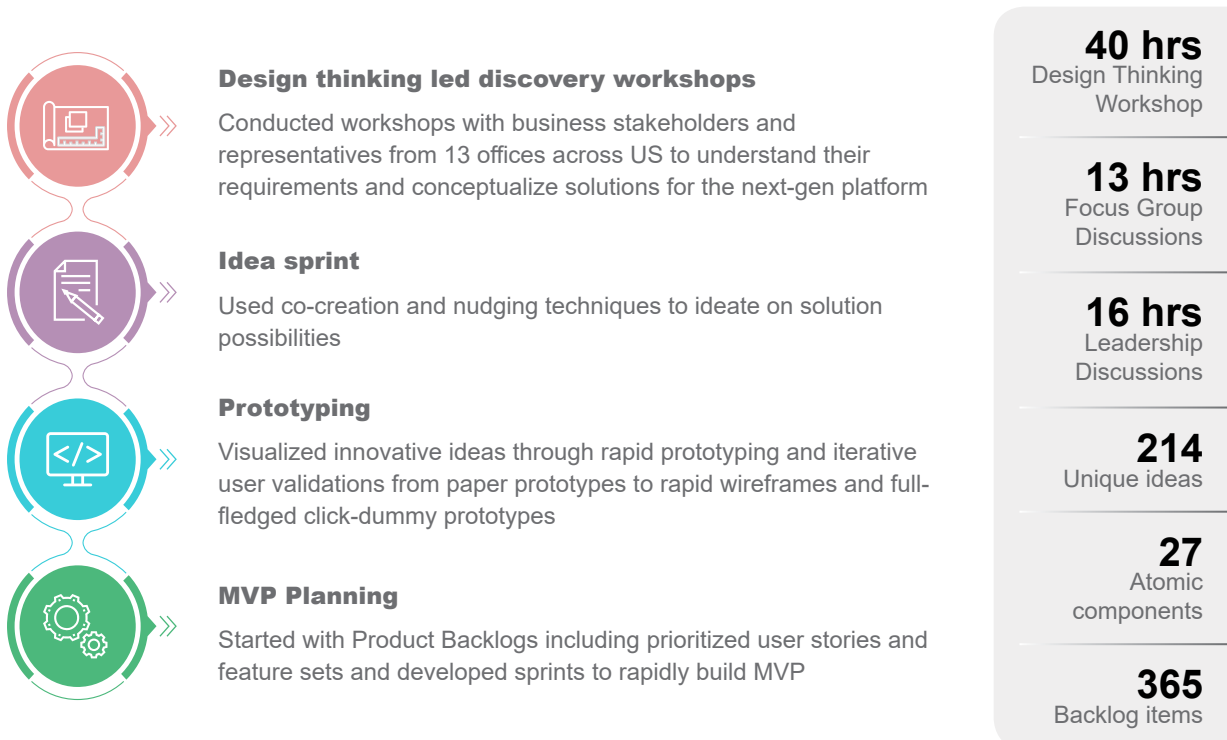 Design thinking led discovery workshops
Conducted workshops with business stakeholders and
representatives from 13 offices across US to understand their
requirements and conceptualize solutions for the next-gen platform
Idea sprint
Used co-creation and nudging techniques to ideate on solution
possibilities
</>
Prototyping
Visualized innovative ideas through rapid prototyping and iterative
user validations from paper prototypes to rapid wireframes and full-
fledged click-dummy prototypes
MVP Planning
Started with Product Backlogs including prioritized user stories and
feature sets and developed sprints to rapidly build MVP
40 hrs
Design Thinking
Workshop
13 hrs
Focus Group
Discussions
16 hrs
Leadership
Discussions
214
Unique ideas
27
Atomic
components
365
Backlog items